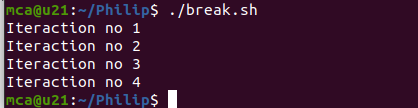 mca@u21:~/Philip$ ./break.sh
Iteraction no 1
Iteraction no 2
Iteraction no 3
Iteraction no 4
mca@u21:~/Philip$